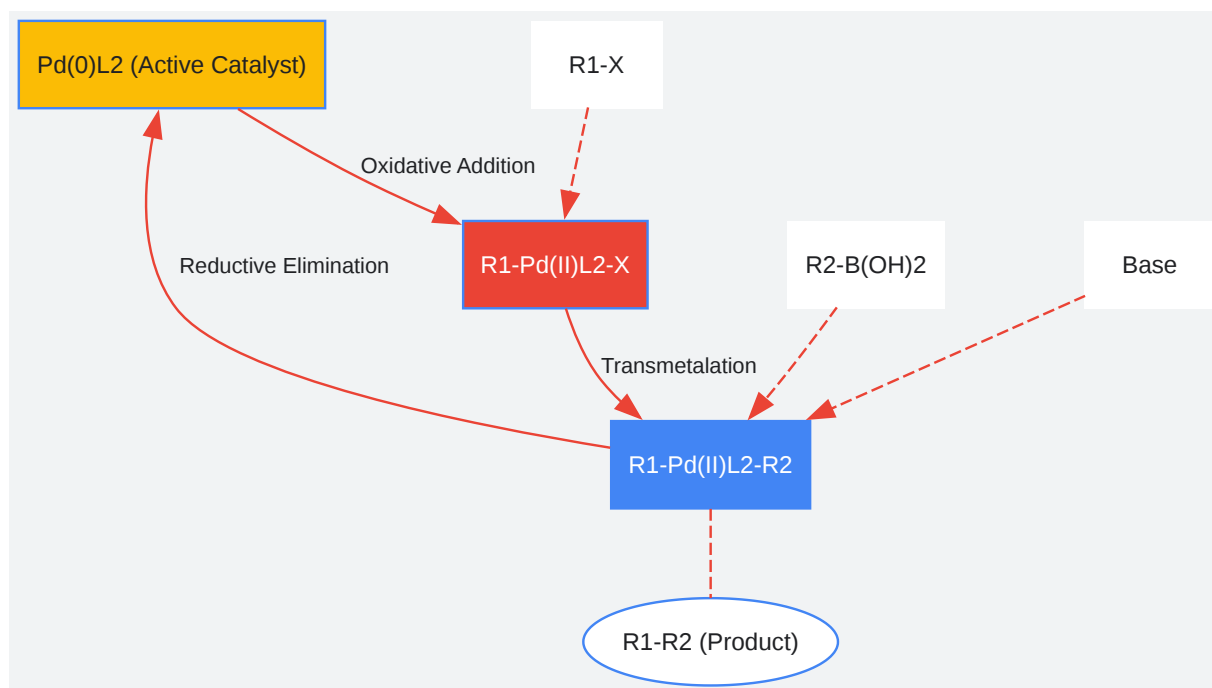 Pd(0)L2 (Active Catalyst)
R1-X
Oxidative Addition
Reductive Elimination
R1-Pd(II)L2-X
R2-B(OH)2
Base
Transmetalation
R1-Pd(II)L2-R2
R1-R2 (Product)